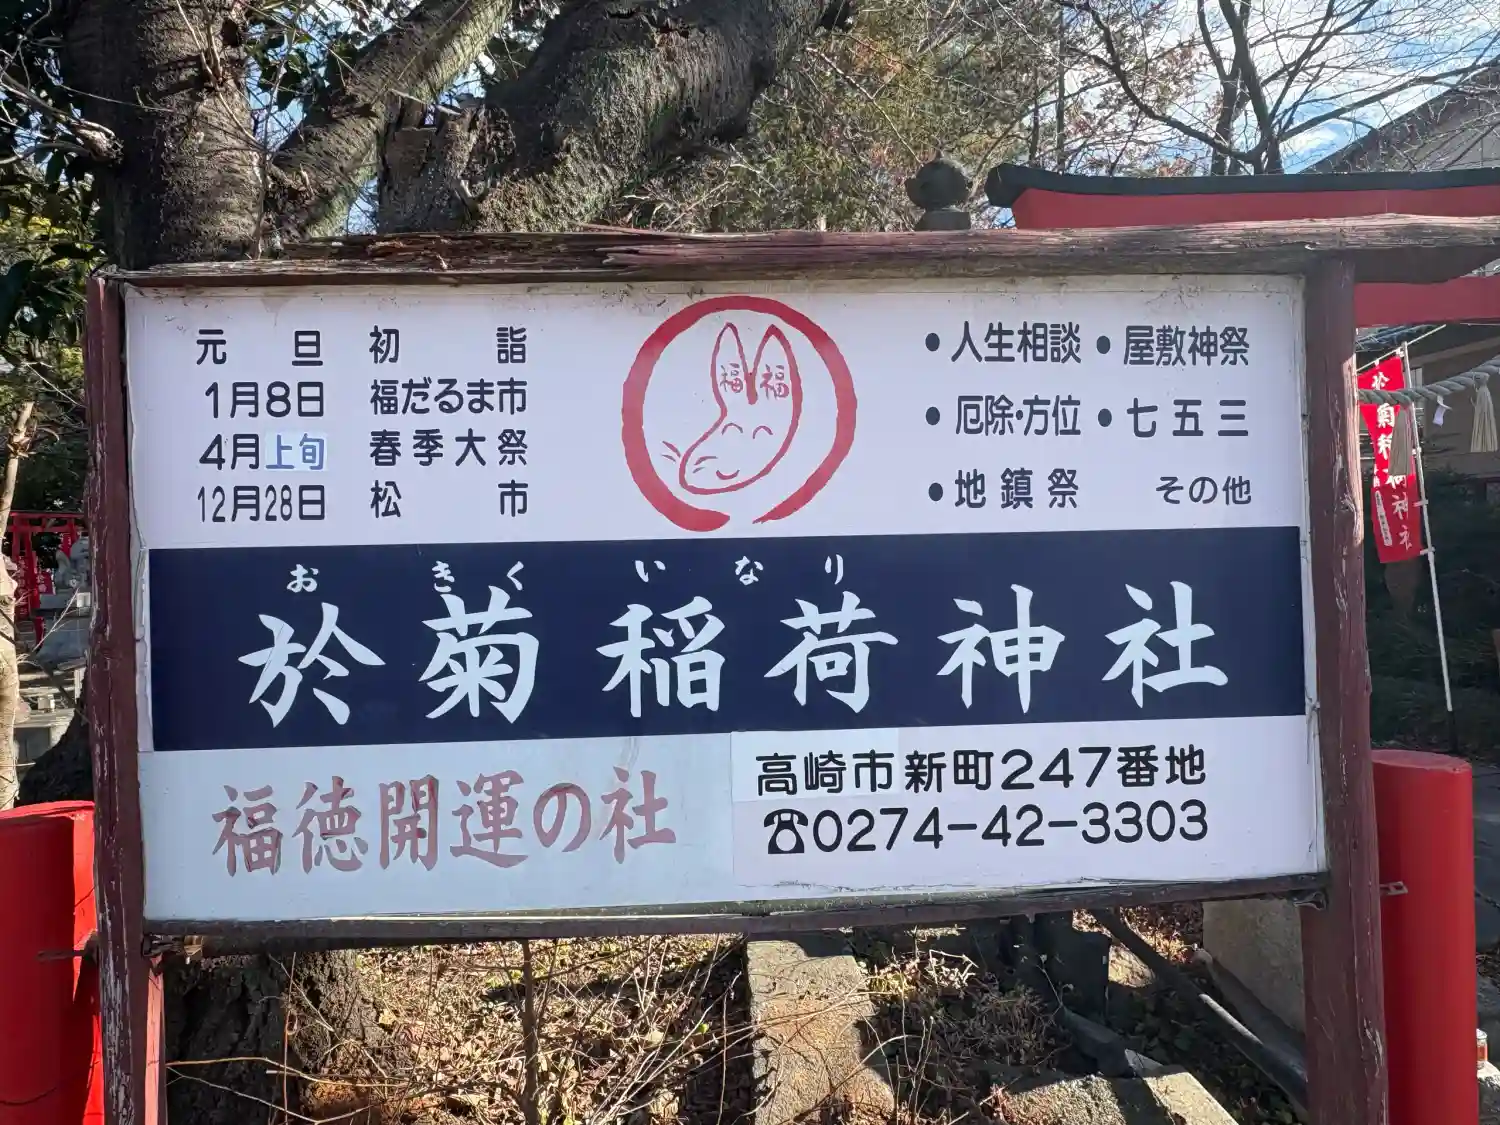 元旦 初詣
1月8日 福だるま市
4月上旬 春季大祭
12月28日 松市
福 福
•人生相談 •屋敷神祭
•厄除・方位 •七五三
•地鎮祭 その他
おきくいなり
於菊稲荷神社
福徳開運の社
高崎市新町247番地
☎0274-42-3303